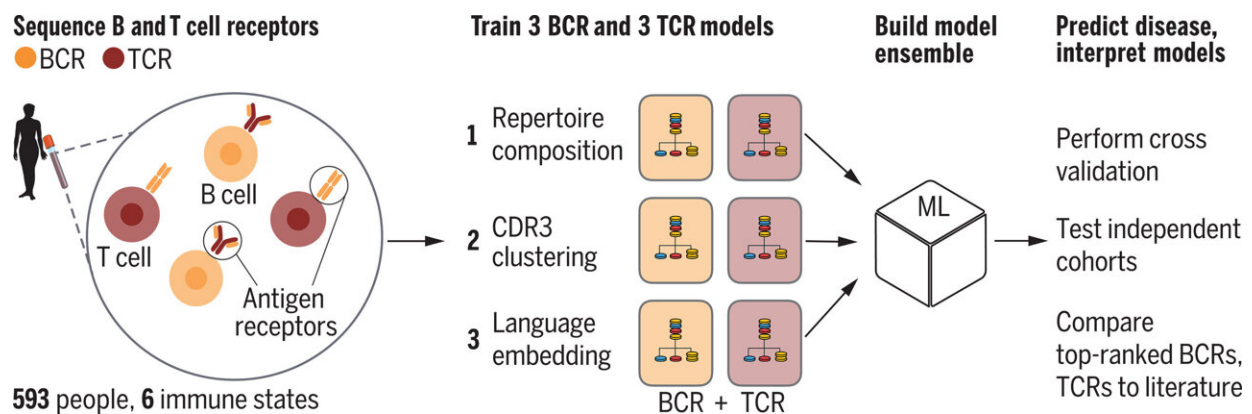 Sequence B and T cell receptors
BCR TCR
B cell
T cell
Antigen
receptors
593 people, 6 immune states
Train 3 BCR and 3 TCR models
1 Repertoire
composition
2 CDR3
clustering
3 Language
embedding
BCR + TCR
Build model
ensemble
ML
Predict disease,
interpret models
Perform cross
validation
Test independent
cohorts
Compare
top-ranked BCRs,
TCRs to literature